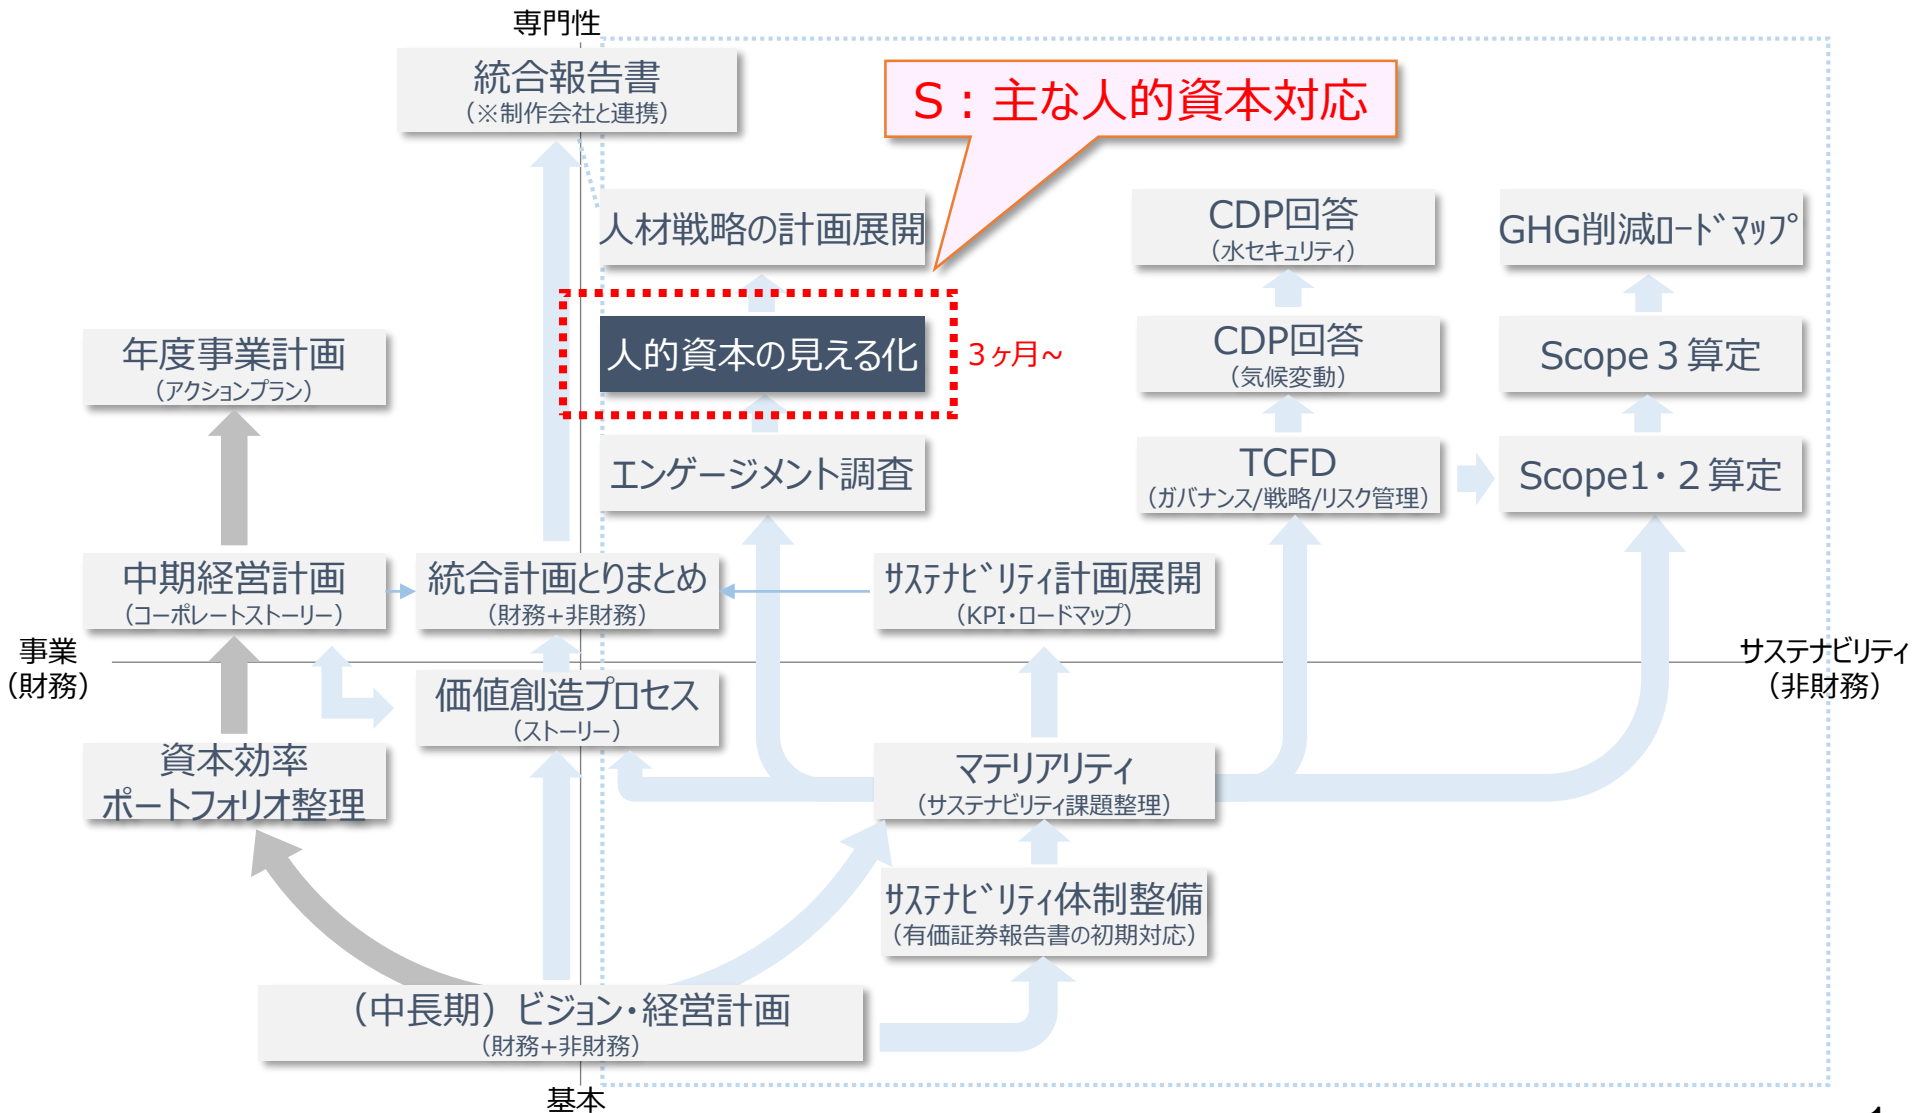 専門性
統合報告書
（※制作会社と連携）
S：主な人的資本対応
人材戦略の計画展開
CDP回答
（水セキュリティ）
GHG削減ﾛｰﾄﾞﾏｯﾌﾟ
年度事業計画
（アクションプラン）
人的資本の見える化
３ヶ月~
CDP回答
（気候変動）
Scope３算定
エンゲージメント調査
TCFD
（ガバナンス/戦略/リスク管理）
Scope1・２算定
中期経営計画
（コーポレートストーリー）
統合計画とりまとめ
（財務+非財務）
ｻｽﾃﾅﾋﾞﾘﾃｨ計画展開
（KPI・ロードマップ）
事業
（財務）
サステナビリティ
（非財務）
価値創造プロセス
（ストーリー）
資本効率
ポートフォリオ整理
マテリアリティ
（サステナビリティ課題整理）
ｻｽﾃﾅﾋﾞﾘﾃｨ体制整備
（有価証券報告書の初期対応）
（中長期）ビジョン・経営計画
（財務+非財務）
基本